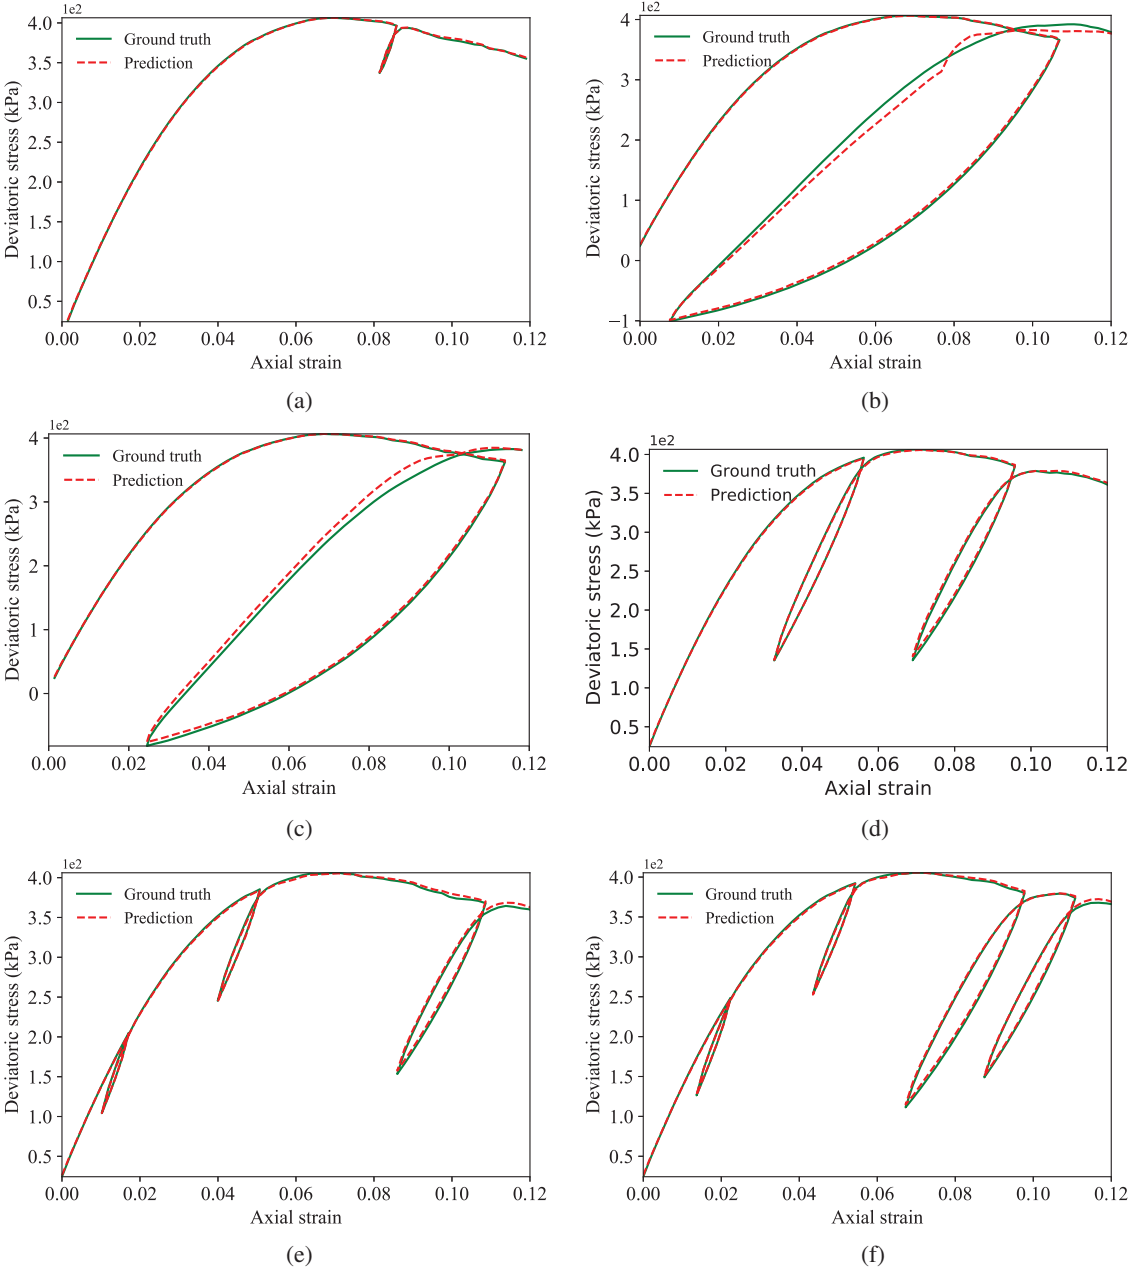 1e2
4.0
3.5
3.0
2.5
2.0
1.5
1.0
0.5
Deviatoric stress (kPa)
Ground truth
Prediction
0.00 0.02 0.04 0.06 0.08 0.10 0.12
Axial strain
(a)
1e2
4
3
2
1
0
−1
Deviatoric stress (kPa)
Ground truth
Prediction
0.00 0.02 0.04 0.06 0.08 0.10 0.12
Axial strain
(b)
1e2
4
3
2
1
0
Deviatoric stress (kPa)
Ground truth
Prediction
0.00 0.02 0.04 0.06 0.08 0.10 0.12
Axial strain
(c)
1e2
4.0
3.5
3.0
2.5
2.0
1.5
1.0
0.5
Deviatoric stress (kPa)
Ground truth
Prediction
0.00 0.02 0.04 0.06 0.08 0.10 0.12
Axial strain
(d)
1e2
4.0
3.5
3.0
2.5
2.0
1.5
1.0
0.5
Deviatoric stress (kPa)
Ground truth
Prediction
0.00 0.02 0.04 0.06 0.08 0.10 0.12
Axial strain
(e)
1e2
4.0
3.5
3.0
2.5
2.0
1.5
1.0
0.5
Deviatoric stress (kPa)
Ground truth
Prediction
0.00 0.02 0.04 0.06 0.08 0.10 0.12
Axial strain
(f)